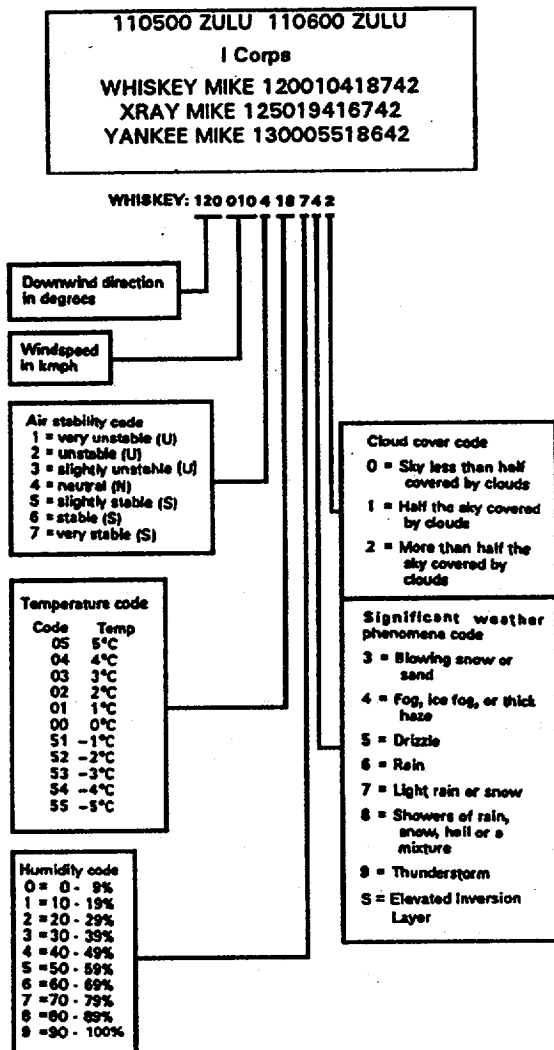 110500 ZULU 110600 ZULU
I Corps
WHISKEY MIKE 120010418742
XRAY MIKE 125019416742
YANKEE MIKE 130005518642
WHISKEY: 120 010 4 18 7 4 2
Downwind direction
in degrees
Windspeed
in kmph
Air stability code
1 = very unstable (U)
2 = unstable (U)
3 = slightly unstable (U)
4 = neutral (N)
5 = slightly stable (S)
6 = stable (S)
7 = very stable (S)
Temperature code
Code Temp
05 5°C
04 4°C
03 3°C
02 2°C
01 1°C
00 0°C
51 -1°C
52 -2°C
53 -3°C
54 -4°C
55 -5°C
Humidity code
0 = 0 - 9%
1 = 10 - 19%
2 = 20 - 29%
3 = 30 - 39%
4 = 40 - 49%
5 = 50 - 59%
6 = 60 - 69%
7 = 70 - 79%
8 = 80 - 89%
9 = 90 - 100%
Cloud cover code
0 = Sky less than half
covered by clouds
1 = Half the sky covered
by clouds
2 = More than half the
sky covered by
clouds
Significant weather
phenomena code
3 = Blowing snow or
sand
4 = Fog, ice fog, or thick
haze
5 = Drizzle
6 = Rain
7 = Light rain or snow
8 = Showers of rain,
snow, hail or a
mixture
9 = Thunderstorm
S = Elevated Inversion
Layer